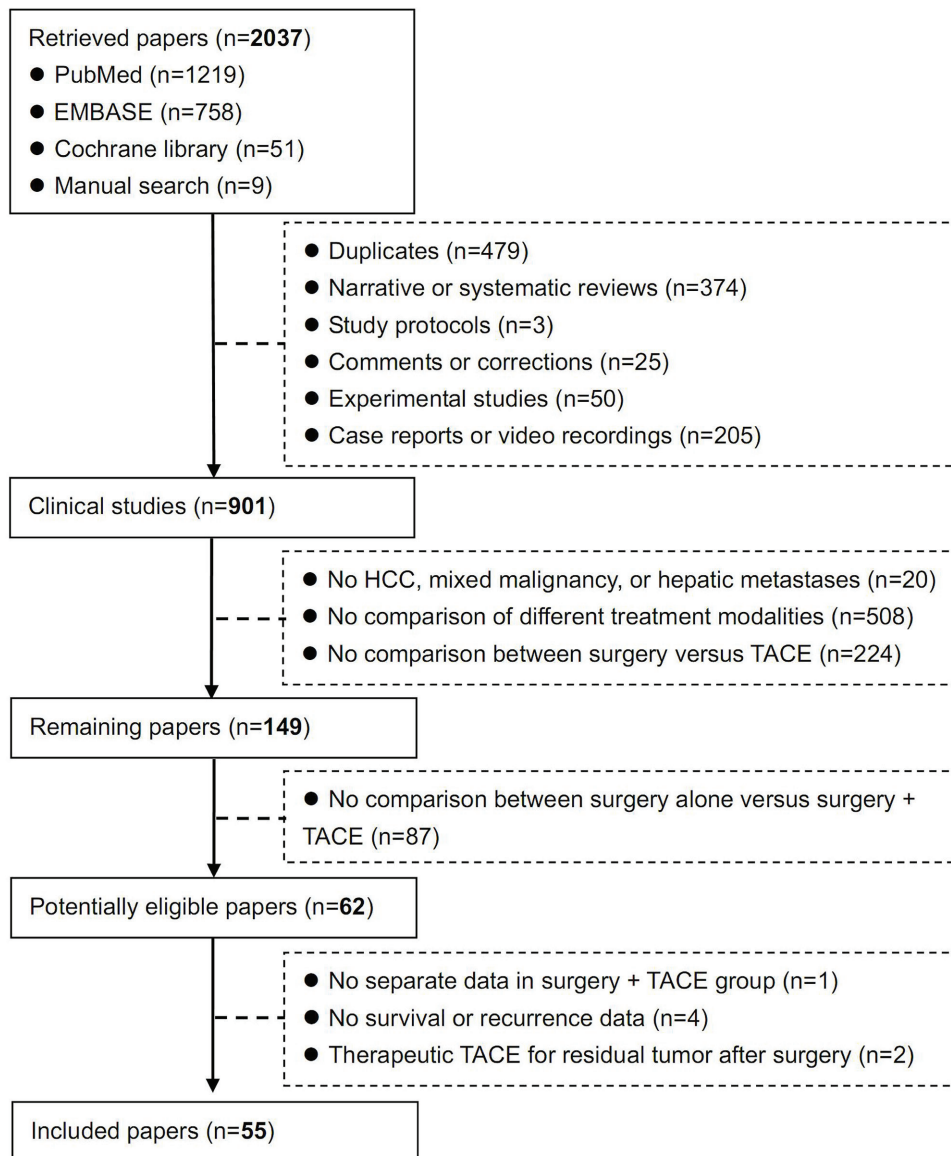 Retrieved papers (n=2037)
● PubMed (n=1219)
● EMBASE (n=758)
● Cochrane library (n=51)
● Manual search (n=9)
● Duplicates (n=479)
● Narrative or systematic reviews (n=374)
● Study protocols (n=3)
● Comments or corrections (n=25)
● Experimental studies (n=50)
● Case reports or video recordings (n=205)
Clinical studies (n=901)
● No HCC, mixed malignancy, or hepatic metastases (n=20)
● No comparison of different treatment modalities (n=508)
● No comparison between surgery versus TACE (n=224)
Remaining papers (n=149)
● No comparison between surgery alone versus surgery +
TACE (n=87)
Potentially eligible papers (n=62)
● No separate data in surgery + TACE group (n=1)
● No survival or recurrence data (n=4)
● Therapeutic TACE for residual tumor after surgery (n=2)
Included papers (n=55)